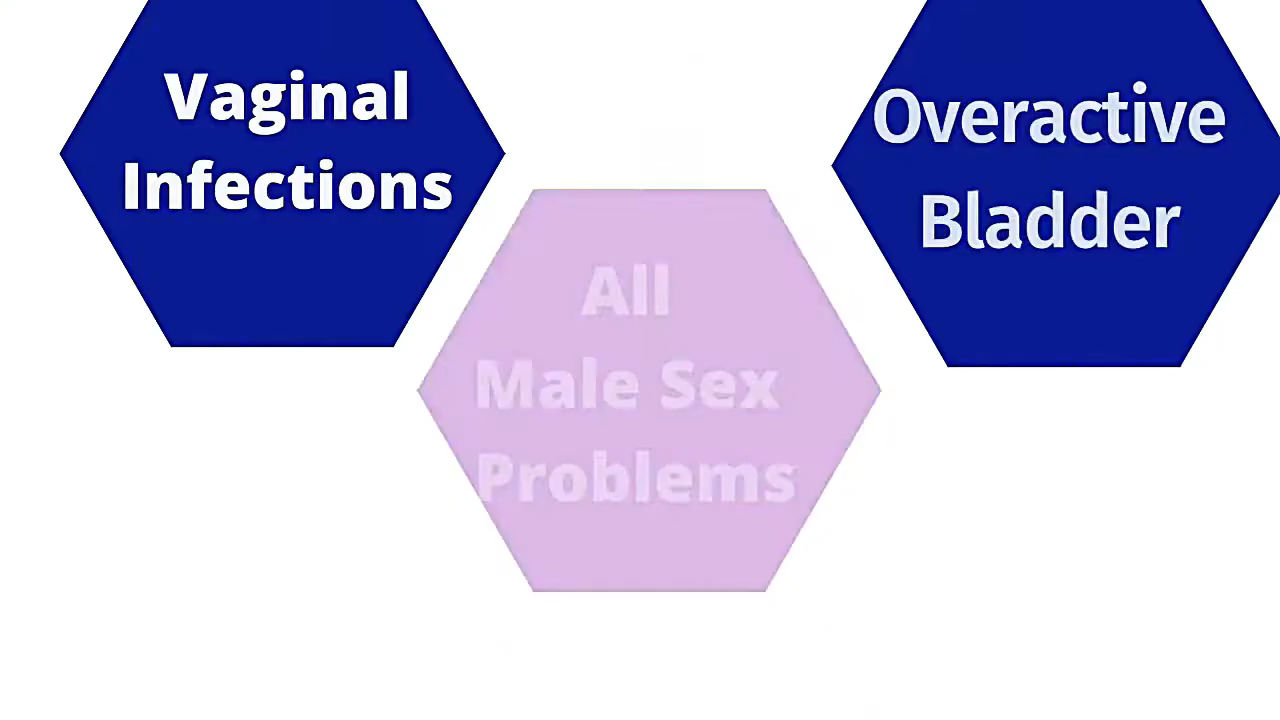 Vaginal
Infections
Overactive
Bladder
All
Male Sex
Problems